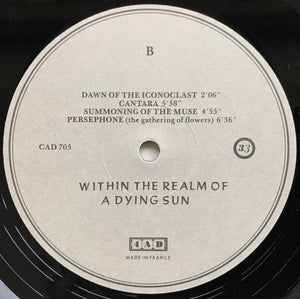 B
DAWN OF THE ICONOCLAST 2'06"
CANTARA 5'58"
SUMMONING OF THE MUSE 4'55"
PERSEPHONE (the gathering of flowers) 6'36"
CAD 705
33
WITHIN THE REALM OF
A DYING SUN
4AD
MADE IN FRANCE